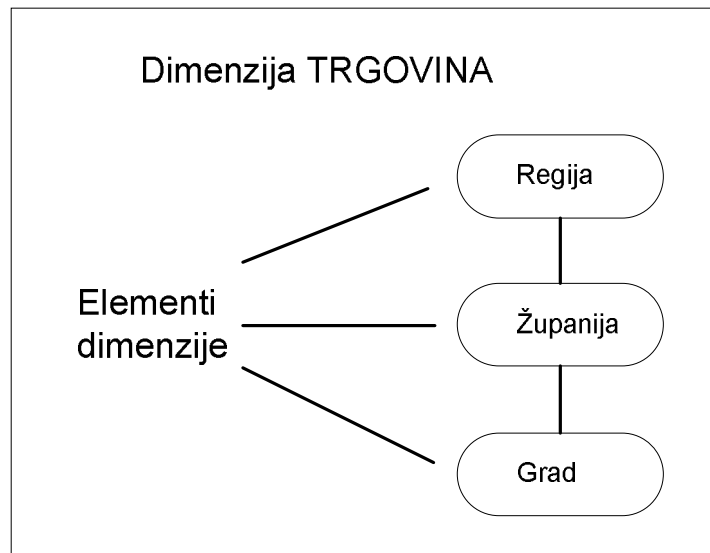 Dimenzija TRGOVINA
Regija
Elementi
dimenzije
Županija
Grad